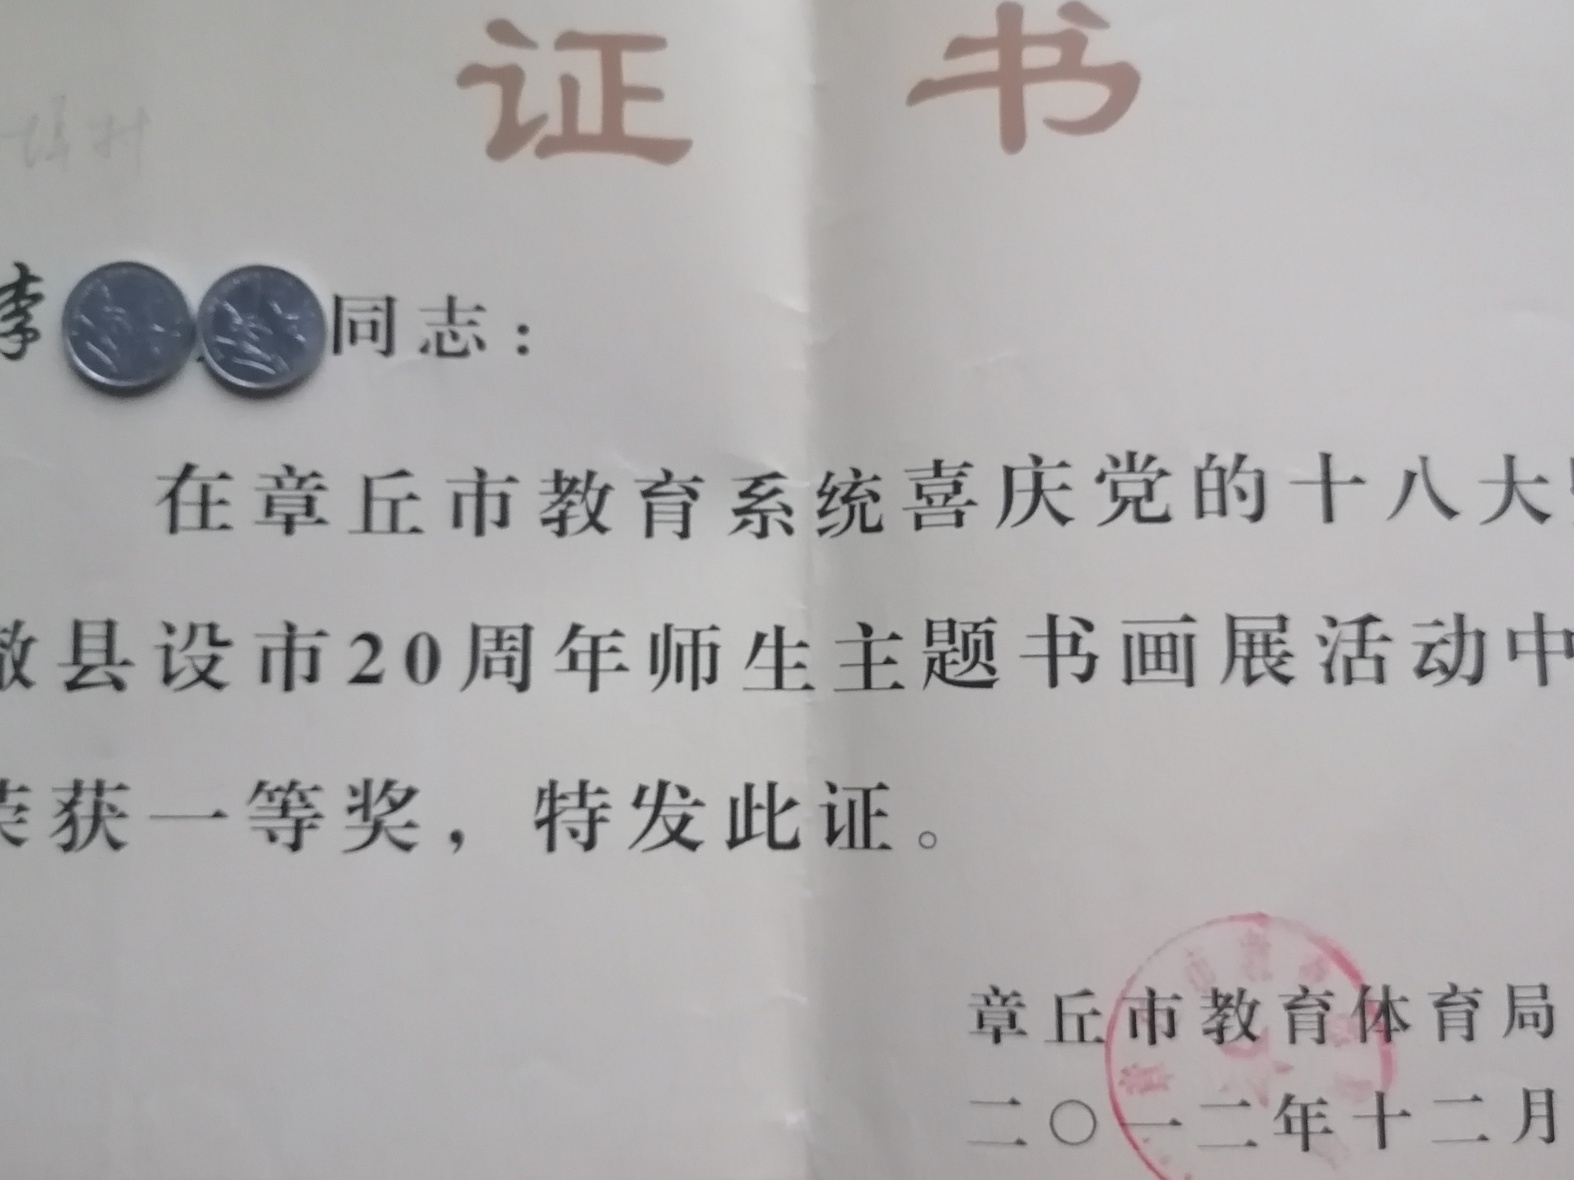 证 书
李 同志：
在章丘市教育系统喜庆党的十八大
撤县设市20周年师生主题书画展活动中
荣获一等奖，特发此证。
章丘市教育体育局
二〇一二年十二月